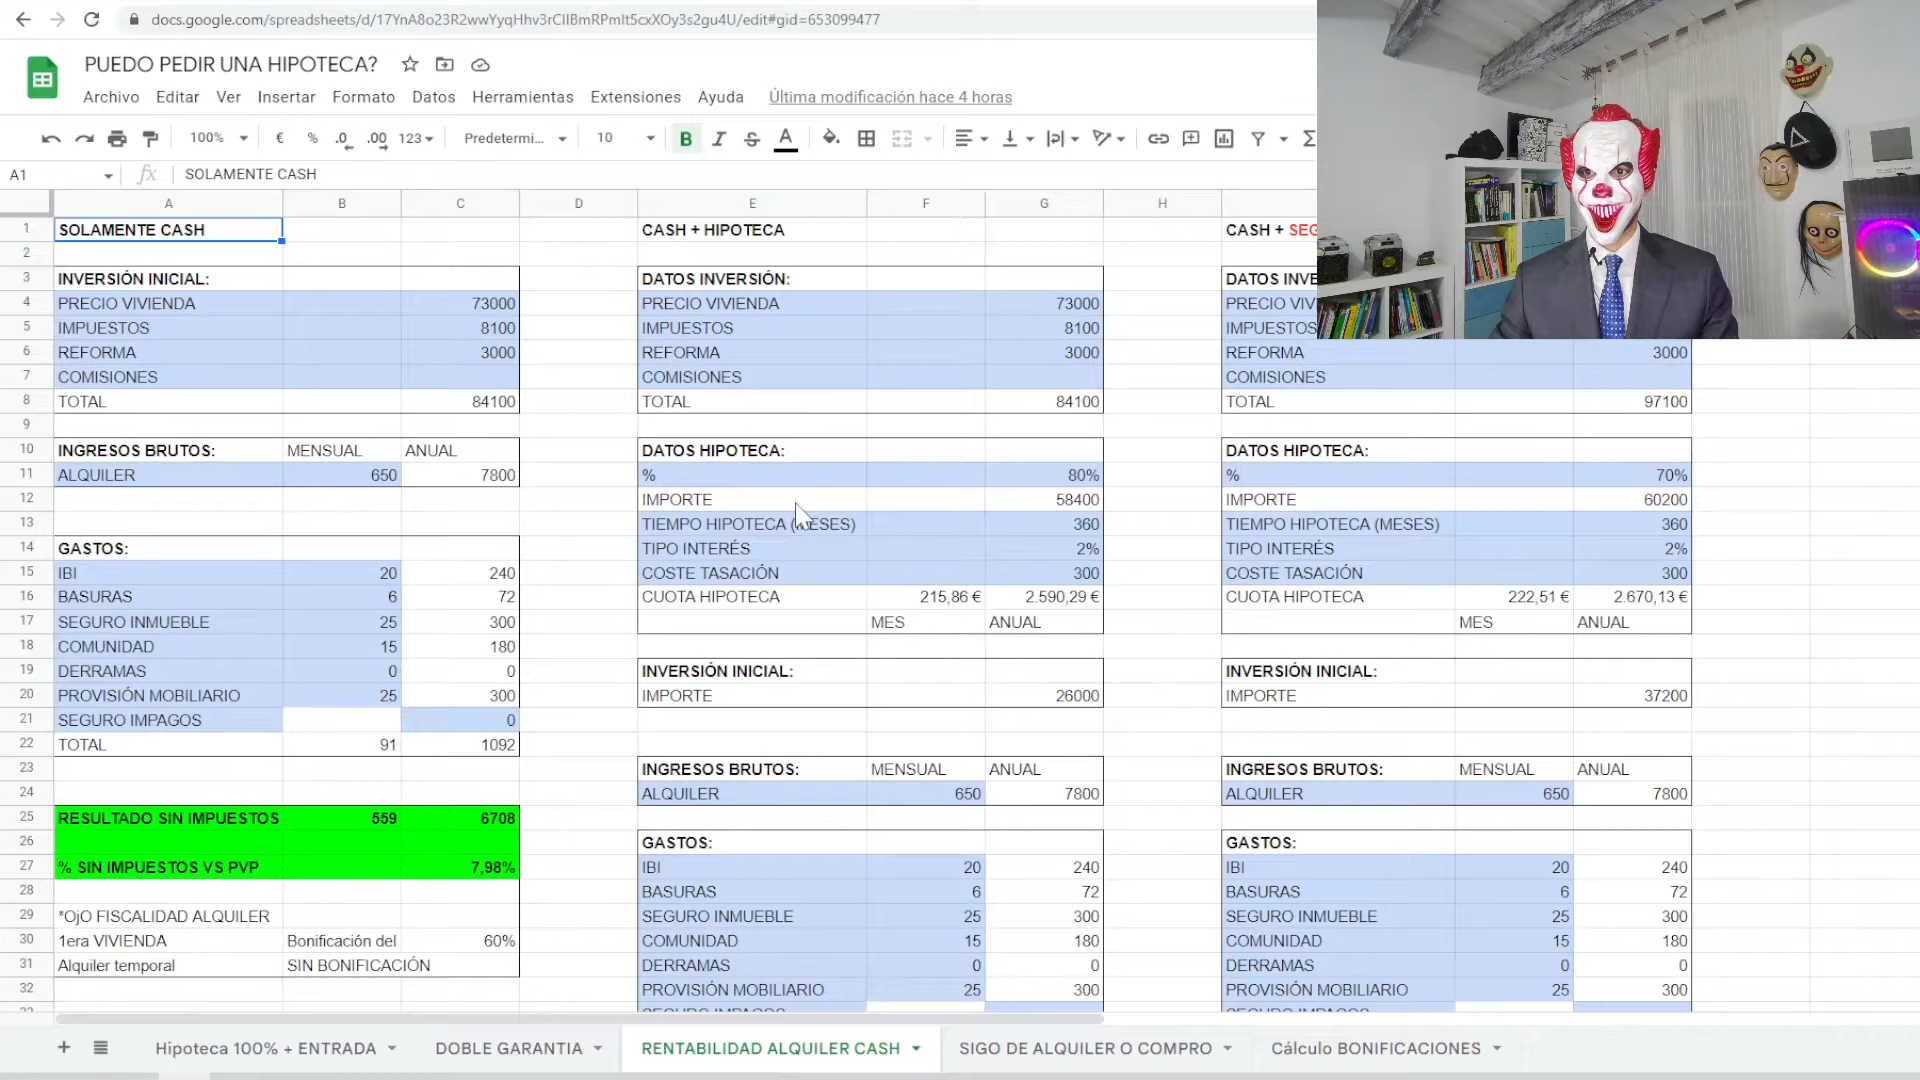 docs.google.com/spreadsheets/d/17YnA8o23R2wwYyqHhv3rCIlBmRPmlt5cxXOy3s2gu4U/edit#gid=653099477
PUEDO PEDIR UNA HIPOTECA?
Archivo Editar Ver Insertar Formato Datos Herramientas Extensiones Ayuda Última modificación hace 4 horas
100% € % .0 .00 123 Predetermi... 10 B I S A Σ
A1 fx SOLAMENTE CASH
A B C D E F G H
1 SOLAMENTE CASH CASH + HIPOTECA CASH + SEG
2
3 INVERSIÓN INICIAL: DATOS INVERSIÓN: DATOS INVE
4 PRECIO VIVIENDA 73000 PRECIO VIVIENDA 73000 PRECIO VIV
5 IMPUESTOS 8100 IMPUESTOS 8100 IMPUESTOS
6 REFORMA 3000 REFORMA 3000 REFORMA 3000
7 COMISIONES COMISIONES COMISIONES
8 TOTAL 84100 TOTAL 84100 TOTAL 97100
9
10 INGRESOS BRUTOS: MENSUAL ANUAL DATOS HIPOTECA: DATOS HIPOTECA:
11 ALQUILER 650 7800 % 80% % 70%
12 IMPORTE 58400 IMPORTE 60200
13 TIEMPO HIPOTECA (MESES) 360 TIEMPO HIPOTECA (MESES) 360
14 GASTOS: TIPO INTERÉS 2% TIPO INTERÉS 2%
15 IBI 20 240 COSTE TASACIÓN 300 COSTE TASACIÓN 300
16 BASURAS 6 72 CUOTA HIPOTECA 215,86 € 2.590,29 € CUOTA HIPOTECA 222,51 € 2.670,13 €
17 SEGURO INMUEBLE 25 300 MES ANUAL MES ANUAL
18 COMUNIDAD 15 180
19 DERRAMAS 0 0 INVERSIÓN INICIAL: INVERSIÓN INICIAL:
20 PROVISIÓN MOBILIARIO 25 300 IMPORTE 26000 IMPORTE 37200
21 SEGURO IMPAGOS 0
22 TOTAL 91 1092
23 INGRESOS BRUTOS: MENSUAL ANUAL INGRESOS BRUTOS: MENSUAL ANUAL
24 ALQUILER 650 7800 ALQUILER 650 7800
25 RESULTADO SIN IMPUESTOS 559 6708
26 GASTOS: GASTOS:
27 % SIN IMPUESTOS VS PVP 7,98% IBI 20 240 IBI 20 240
28 BASURAS 6 72 BASURAS 6 72
29 *OjO FISCALIDAD ALQUILER SEGURO INMUEBLE 25 300 SEGURO INMUEBLE 25 300
30 1era VIVIENDA Bonificación del 60% COMUNIDAD 15 180 COMUNIDAD 15 180
31 Alquiler temporal SIN BONIFICACIÓN DERRAMAS 0 0 DERRAMAS 0 0
32 PROVISIÓN MOBILIARIO 25 300 PROVISIÓN MOBILIARIO 25 300
Hipoteca 100% + ENTRADA DOBLE GARANTIA RENTABILIDAD ALQUILER CASH SIGO DE ALQUILER O COMPRO Cálculo BONIFICACIONES